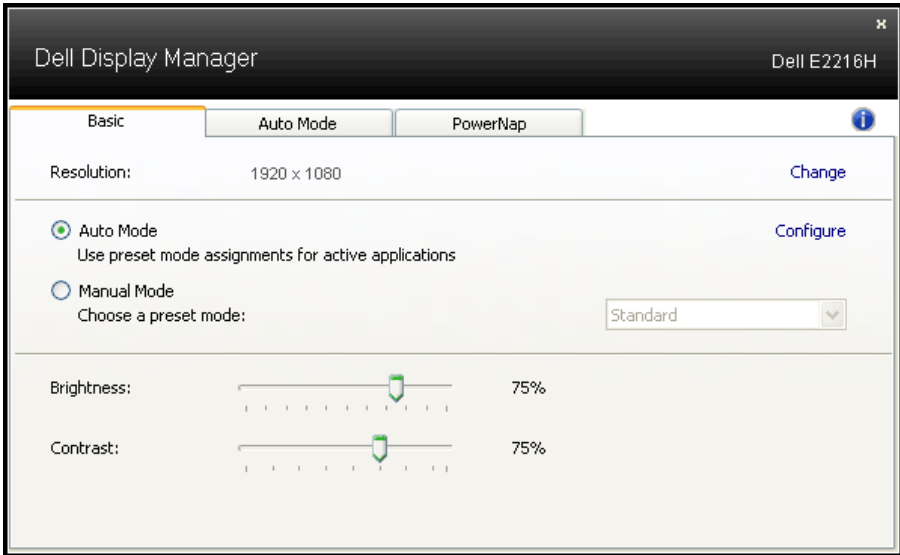 x
Dell Display Manager
Dell E2216H
Basic
Auto Mode
PowerNap
i
Resolution:
1920 x 1080
Change
Auto Mode
Configure
Use preset mode assignments for active applications
Manual Mode
Choose a preset mode:
Standard
Brightness:
75%
Contrast:
75%